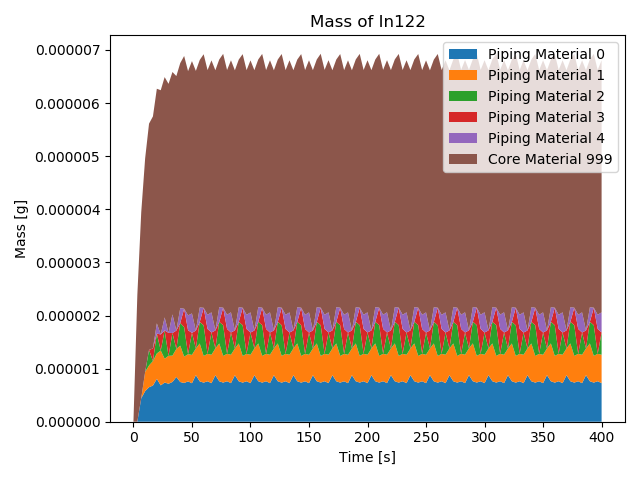 Mass of In122
Piping Material 0
Piping Material 1
Piping Material 2
Piping Material 3
Piping Material 4
Core Material 999
0.000007
0.000006
0.000005
0.000004
0.000003
0.000002
0.000001
0.000000
Mass [g]
0
50
100
150
200
250
300
350
400
Time [s]